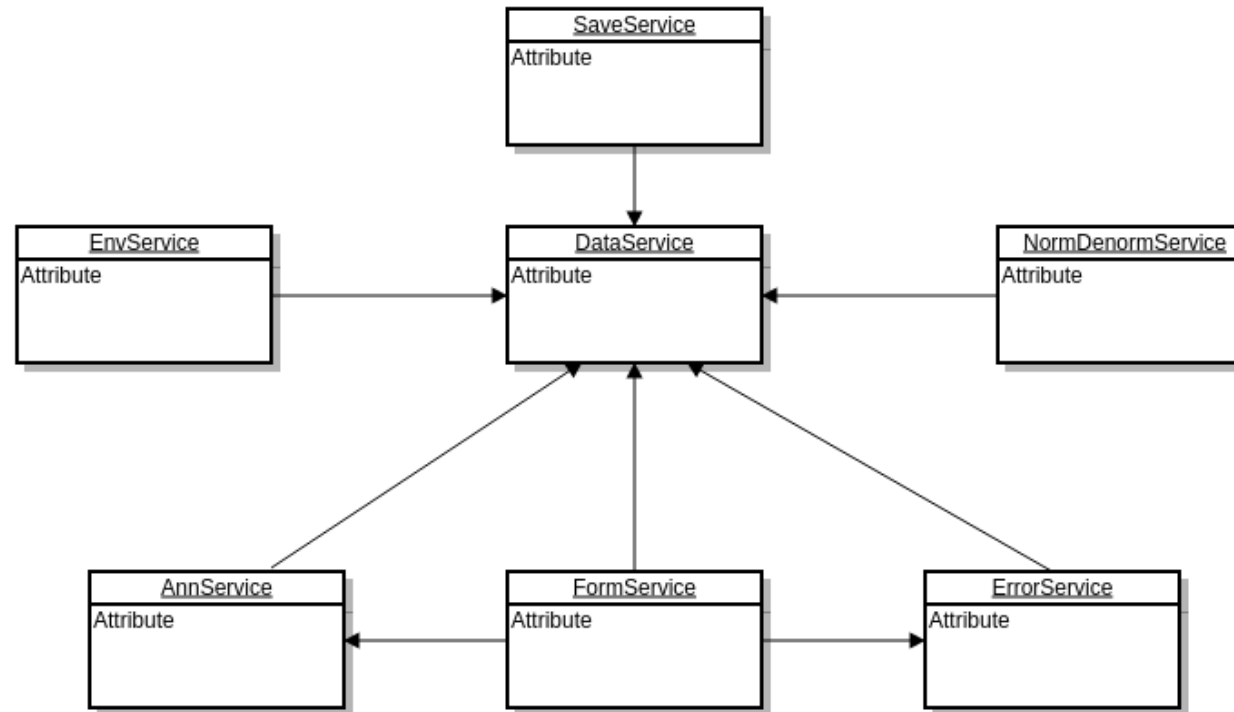 SaveService
Attribute
EnvService
Attribute
DataService
Attribute
NormDenormService
Attribute
AnnService
Attribute
FormService
Attribute
ErrorService
Attribute